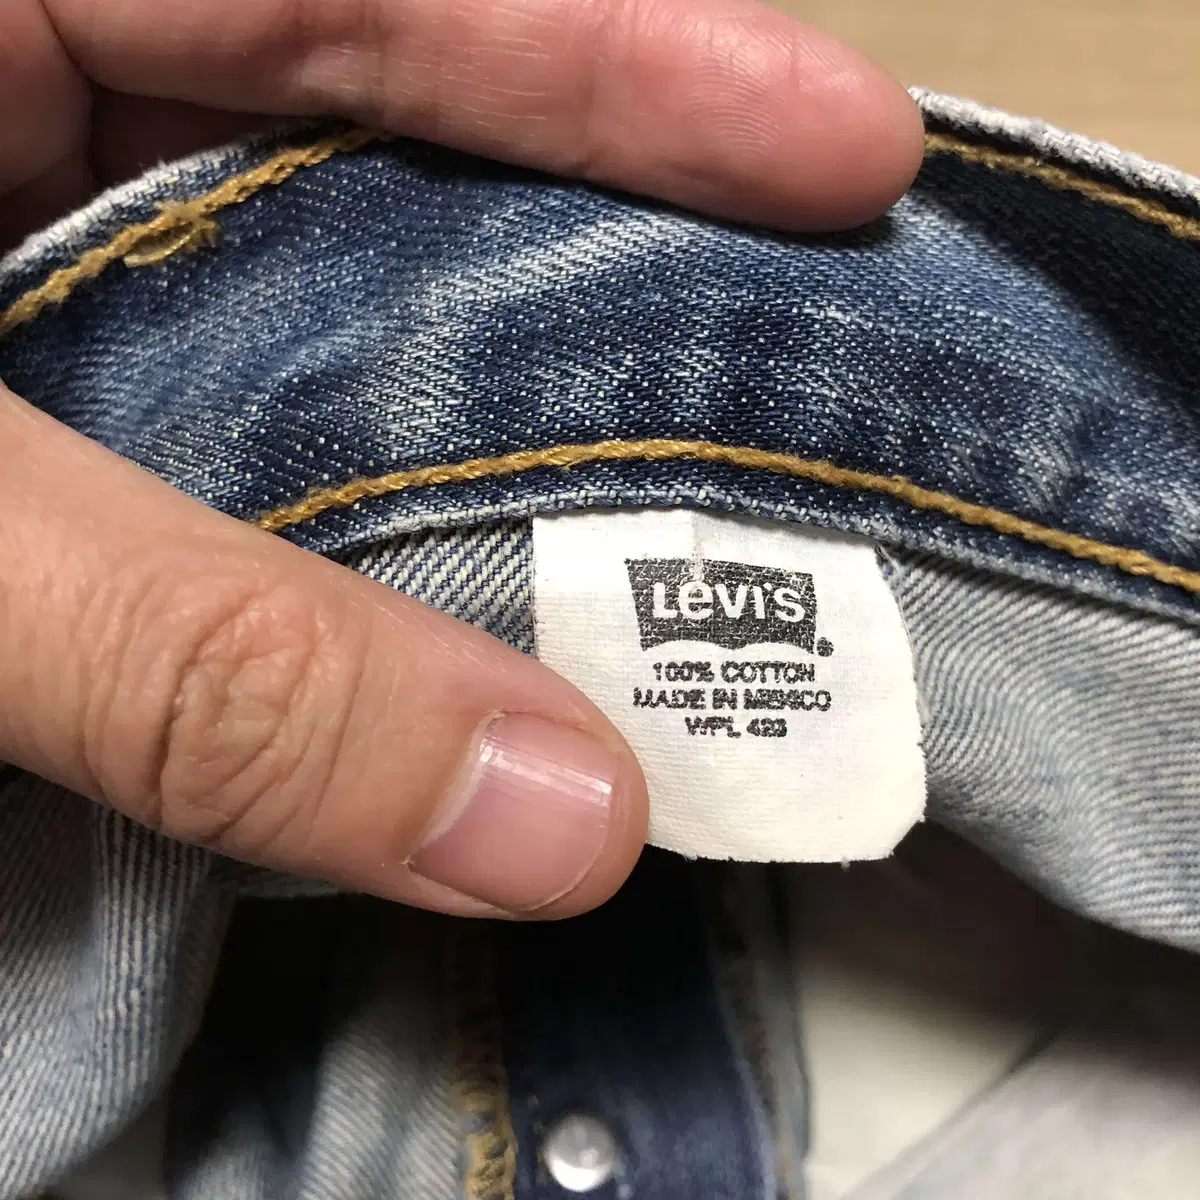 LeVI'S
100% COTTON
MADE IN MEXICO
WPL 423